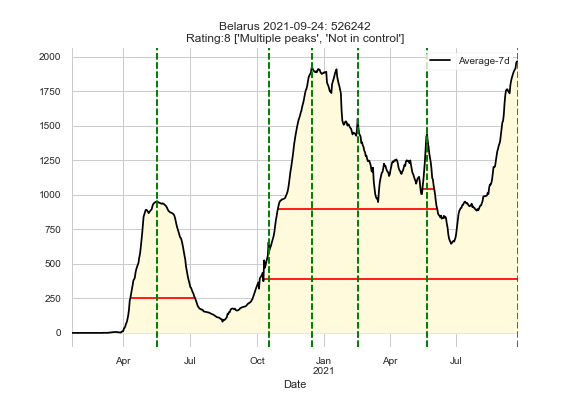 Belarus 2021-09-24: 526242
Rating:8 ['Multiple peaks', 'Not in control']
Average-7d
2000
1750
1500
1250
1000
750
500
250
0
Apr
Jul
Oct
Jan
2021
Apr
Jul
Date